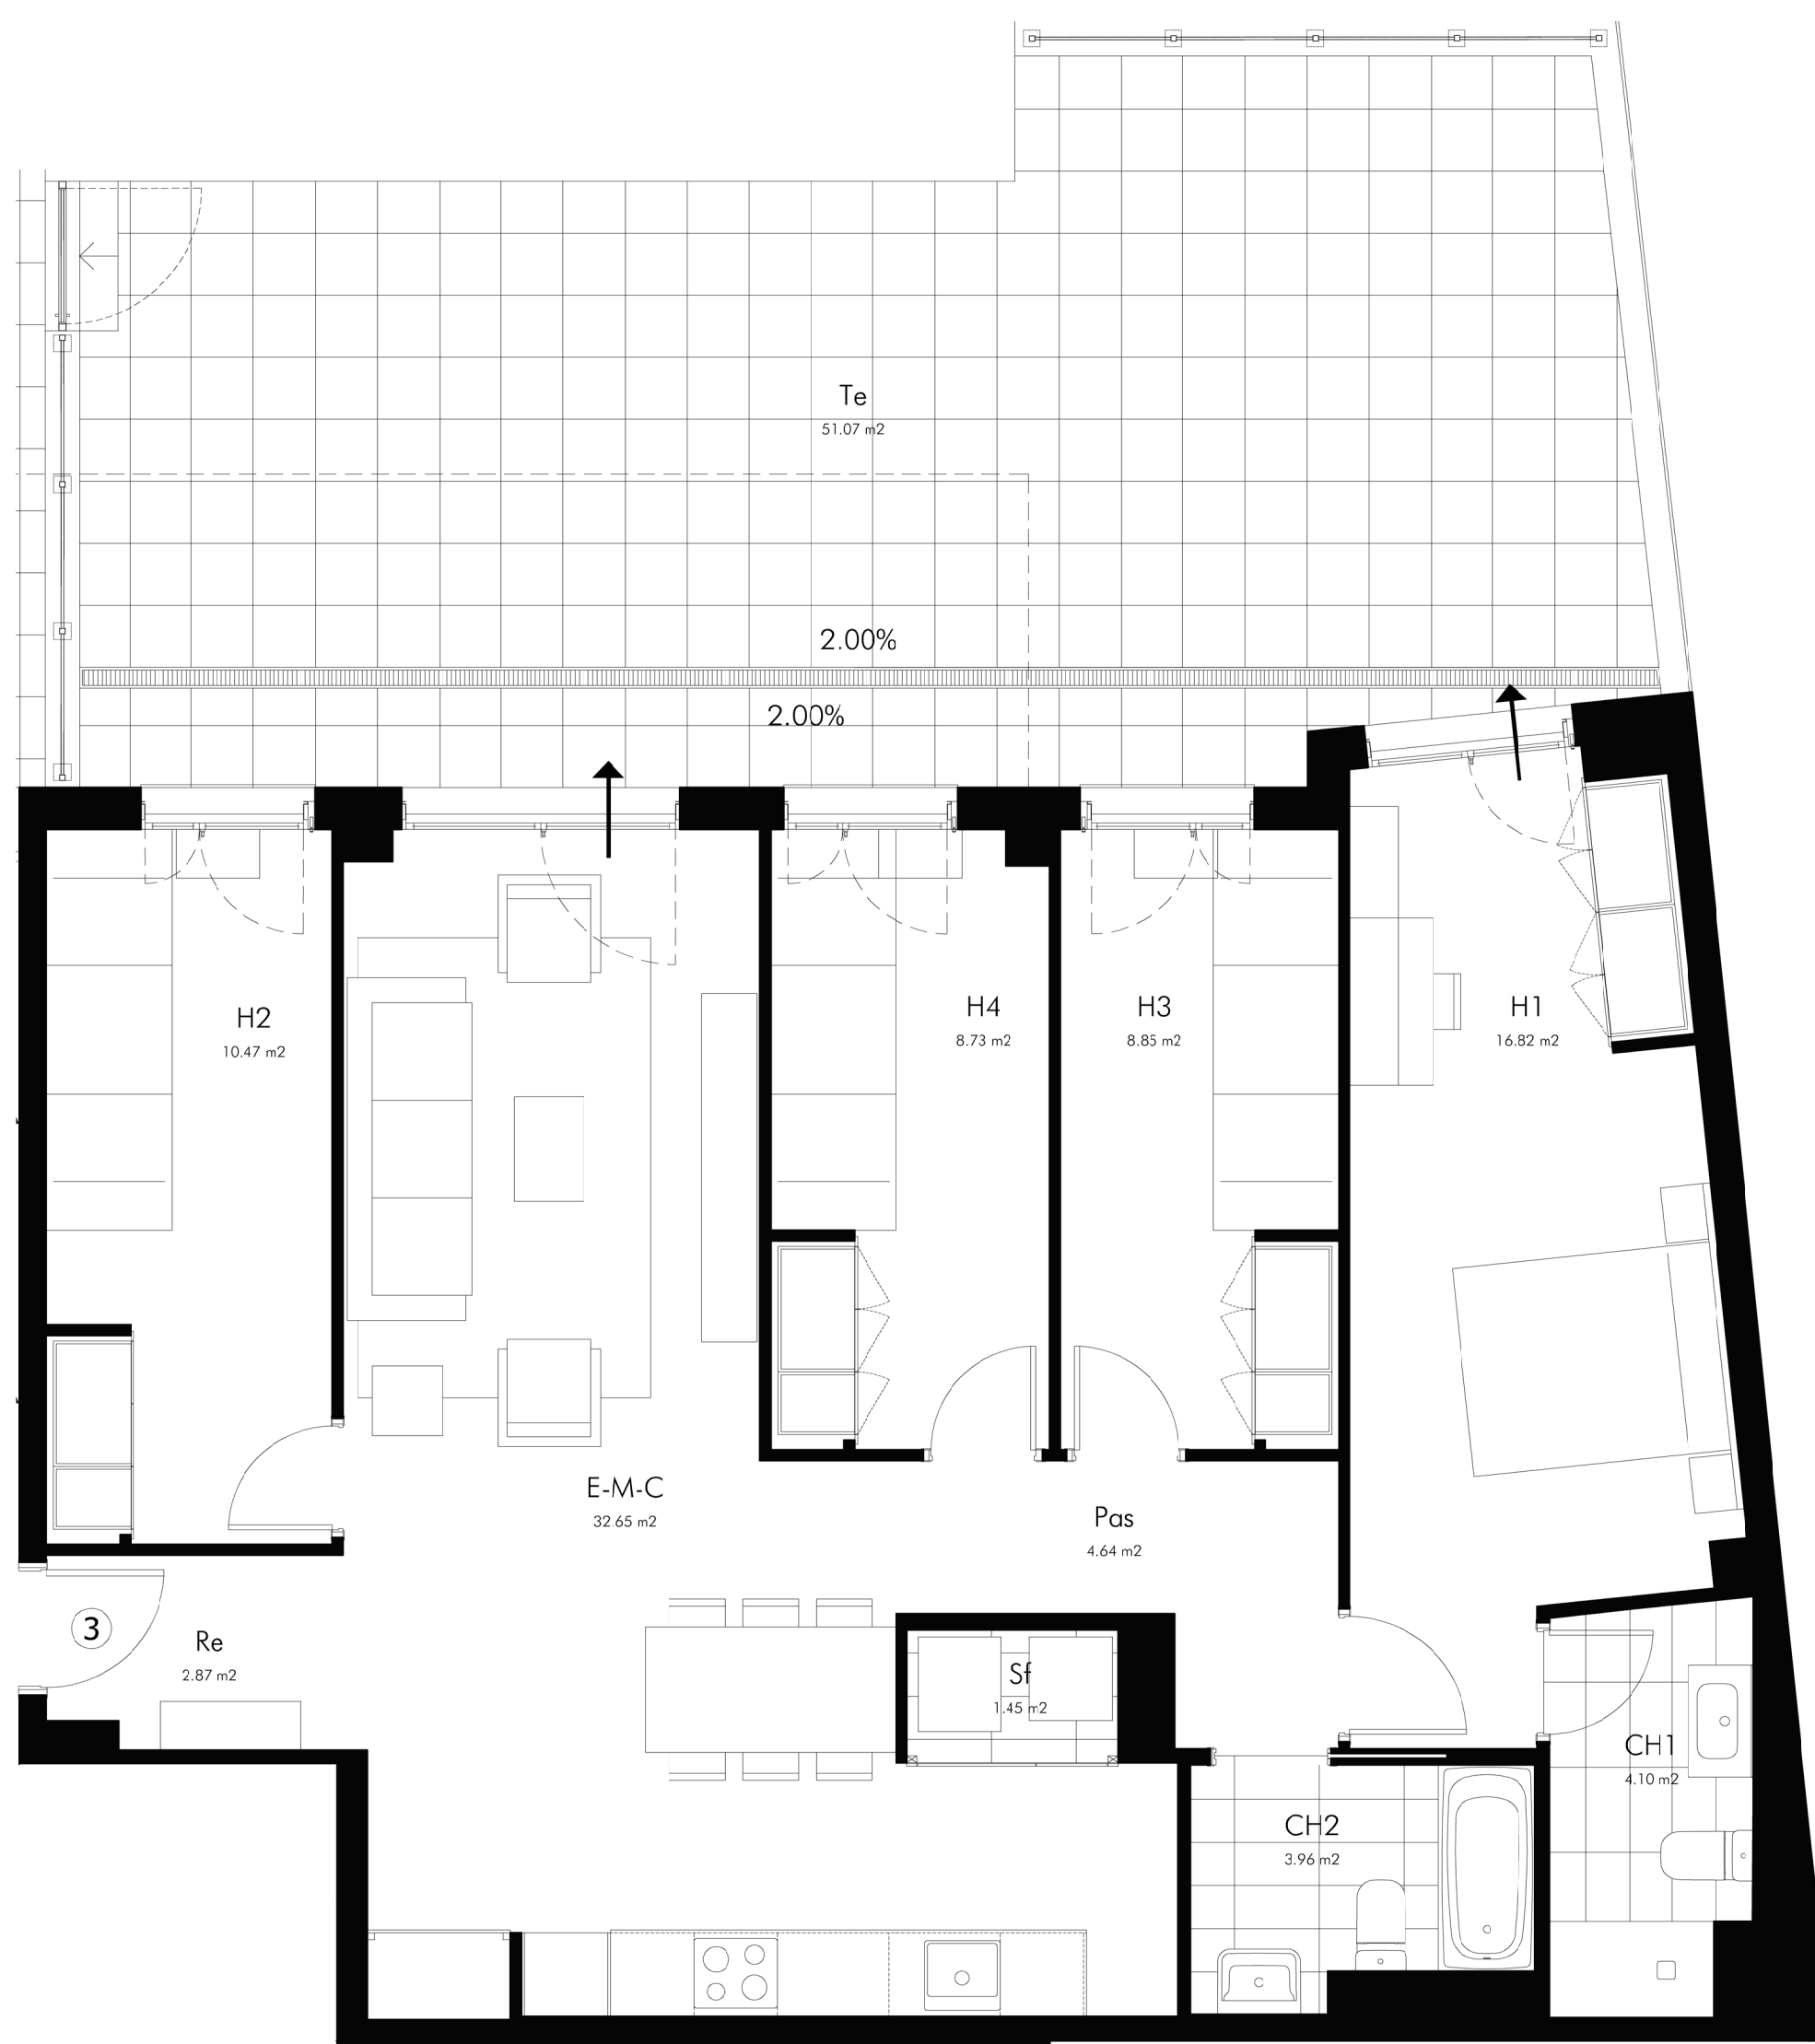 Te
51.07 m2
2.00%
2.00%
H2
10.47 m2
H4
8.73 m2
H3
8.85 m2
H1
16.82 m2
E-M-C
32.65 m2
Pas
4.64 m2
3
Re
2.87 m2
Sf
1.45 m2
CH1
4.10 m2
CH2
3.96 m2